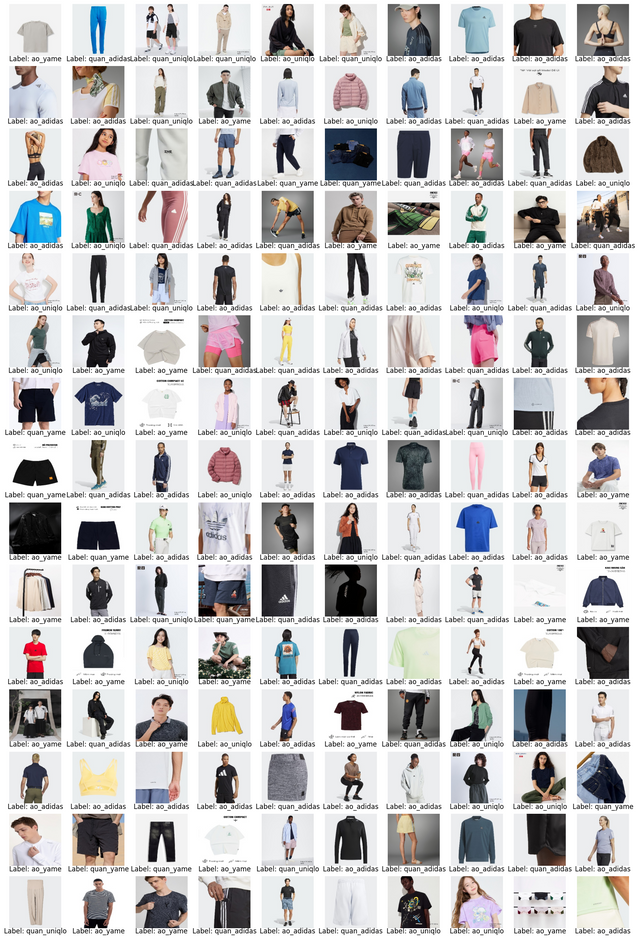 Label: ao_yame Label: quan_adidas Label: quan_uniqlo Label: quan_uniqlo Label: ao_uniqlo Label: quan_uniqlo Label: ao_adidas Label: ao_adidas Label: ao_adidas Label: ao_adidas
Label: ao_adidas Label: ao_adidas Label: quan_uniqlo Label: ao_yame Label: ao_adidas Label: ao_uniqlo Label: ao_adidas Label: quan_adidas Label: ao_yame Label: ao_adidas
Label: ao_adidas Label: ao_uniqlo Label: quan_adidas Label: quan_adidas Label: quan_yame Label: quan_yame Label: quan_adidas Label: quan_adidas Label: quan_adidas Label: ao_uniqlo
Label: ao_adidas Label: ao_uniqlo Label: quan_adidas Label: ao_adidas Label: quan_adidas Label: ao_yame Label: ao_yame Label: ao_adidas Label: ao_yame Label: quan_adidas
Label: ao_uniqlo Label: quan_adidas Label: quan_uniqlo Label: ao_adidas Label: ao_adidas Label: quan_adidas Label: ao_adidas Label: ao_uniqlo Label: ao_adidas Label: ao_uniqlo
Label: ao_uniqlo Label: ao_yame Label: ao_yame Label: quan_adidas Label: quan_adidas Label: ao_adidas Label: ao_adidas Label: quan_adidas Label: ao_adidas Label: ao_adidas
Label: quan_yame Label: ao_uniqlo Label: ao_yame Label: ao_uniqlo Label: quan_adidas Label: ao_uniqlo Label: quan_adidas Label: quan_uniqlo Label: ao_adidas Label: ao_adidas
Label: quan_yame Label: quan_adidas Label: ao_adidas Label: ao_uniqlo Label: ao_adidas Label: ao_adidas Label: ao_adidas Label: quan_adidas Label: ao_adidas Label: ao_yame
Label: ao_yame Label: quan_yame Label: ao_adidas Label: ao_adidas Label: ao_adidas Label: ao_uniqlo Label: quan_adidas Label: ao_adidas Label: ao_adidas Label: ao_yame
adidas
Label: ao_yame Label: ao_adidas Label: quan_uniqlo Label: quan_yame Label: quan_adidas Label: ao_yame Label: ao_adidas Label: ao_adidas Label: ao_yame Label: ao_yame
adidas
Label: ao_adidas Label: ao_yame Label: ao_uniqlo Label: ao_yame Label: ao_adidas Label: quan_adidas Label: ao_adidas Label: ao_adidas Label: ao_yame Label: ao_adidas
Label: ao_yame Label: quan_adidas Label: ao_yame Label: ao_uniqlo Label: ao_adidas Label: ao_yame Label: quan_adidas Label: ao_uniqlo Label: quan_adidas Label: ao_adidas
Label: ao_adidas Label: ao_adidas Label: ao_adidas Label: ao_adidas Label: quan_adidas Label: ao_adidas Label: ao_adidas Label: ao_uniqlo Label: ao_uniqlo Label: quan_yame
Label: ao_yame Label: quan_yame Label: quan_yame Label: ao_yame Label: quan_uniqlo Label: ao_adidas Label: quan_adidas Label: ao_adidas Label: quan_adidas Label: ao_adidas
Label: quan_uniqlo Label: ao_yame Label: ao_yame Label: quan_adidas Label: quan_adidas Label: quan_adidas Label: ao_adidas Label: ao_uniqlo Label: ao_yame Label: ao_adidas